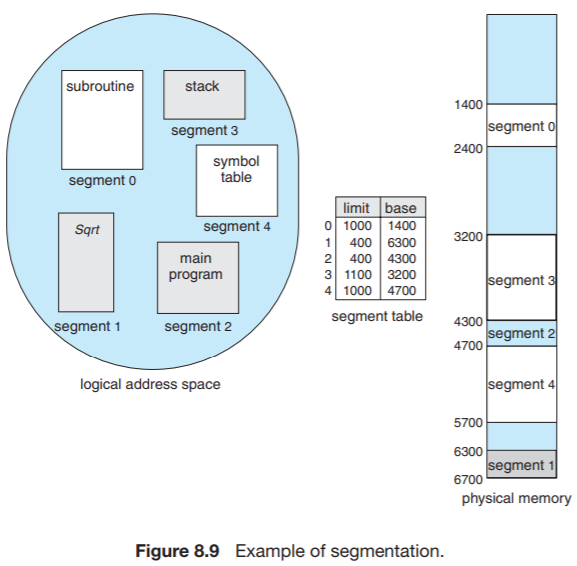 subroutine
segment 0
stack
segment 3
symbol
table
segment 4
Sqrt
segment 1
main
program
segment 2
logical address space
limit base
0 1000 1400
1 400 6300
2 400 4300
3 1100 3200
4 1000 4700
segment table
1400
segment 0
2400
3200
segment 3
4300
segment 2
4700
segment 4
5700
6300
segment 1
6700
physical memory
Figure 8.9 Example of segmentation.